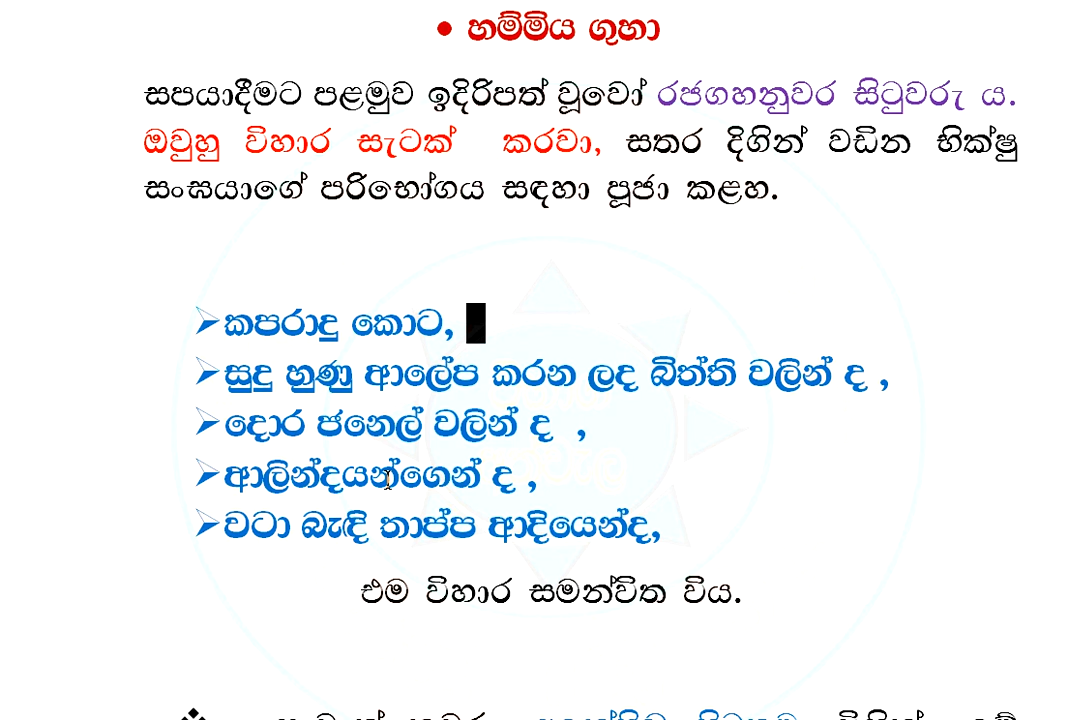 • හම්මිය ගුහා
සපයාදීමට පළමුව ඉදිරිපත් වූවෝ රජගහනුවර සිටුවරු ය.
ඔවුහු විහාර සැටක් කරවා, සතර දිගින් වඩින භික්ෂු
සංඝයාගේ පරිභෝගය සඳහා පූජා කළහ.
➢කපරාදු කොට,
➢සුදු හුණු ආලේප කරන ලද බිත්ති වලින් ද ,
➢දොර ජනෙල් වලින් ද ,
➢ආලින්දයන්ගෙන් ද ,
➢වටා බැඳි තාප්ප ආදියෙන්ද,
එම විහාර සමන්විත විය.